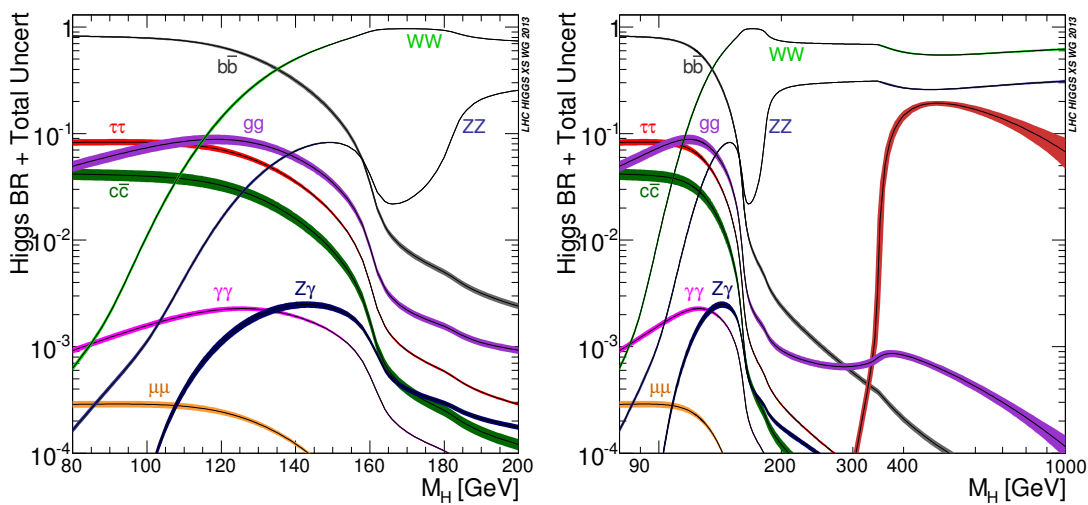 Higgs BR + Total Uncert
1
10⁻¹
10⁻²
10⁻³
10⁻⁴
LHC HIGGS XS WG 2013
bb̄
WW
ττ
gg
ZZ
cc̄
γγ
Zγ
μμ
80 100 120 140 160 180 200
M_H [GeV]
Higgs BR + Total Uncert
1
10⁻¹
10⁻²
10⁻³
10⁻⁴
LHC HIGGS XS WG 2013
bb̄
WW
ττ
gg
ZZ
cc̄
γγ
Zγ
μμ
90 200 300 400 1000
M_H [GeV]